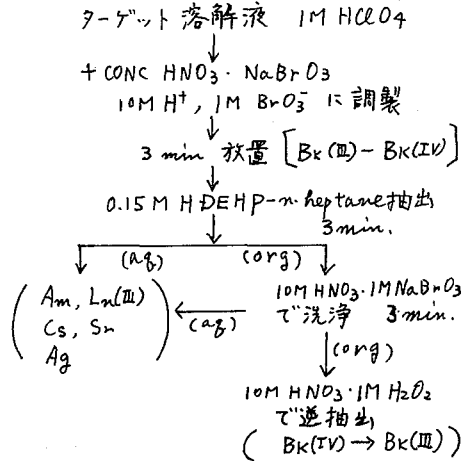 ターゲット溶解液 1M HClO4
+ CONC HNO3・NaBrO3
10M H+, 1M BrO3- に調製
3 min 放置 [BK(III)-BK(IV)]
0.15M HDEHP-n-heptane抽出
3min.
(aq) (org)
Am, Ln(III)
Cs, Sn
Ag
(aq)
10M HNO3・1M NaBrO3
で洗浄 3 min.
(org)
10M HNO3・1M H2O2
で逆抽出
(BK(IV)→BK(III))